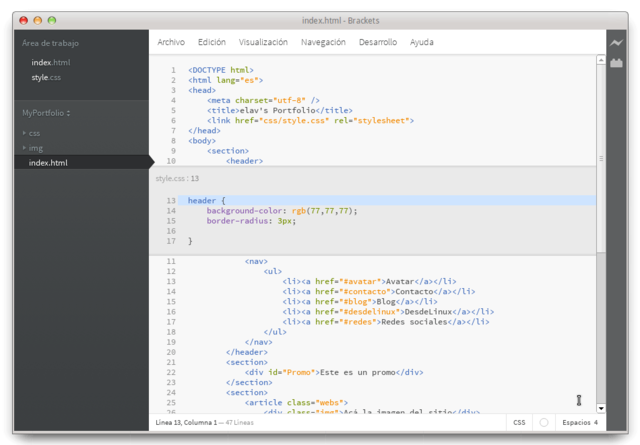 index.html - Brackets
Área de trabajo
index.html
style.css
MyPortfolio
css
img
index.html
Archivo Edición Visualización Navegación Desarrollo Ayuda
1 <DOCTYPE html>
2 <html lang="es">
3 <head>
4 <meta charset="utf-8" />
5 <title>elav's Portfolio</title>
6 <link href="css/style.css" rel="stylesheet">
7 </head>
8 <body>
9 <section>
10 <header>
style.css : 13
13 header {
14 background-color: rgb(77,77,77);
15 border-radius: 3px;
16
17 }
11 <nav>
12 <ul>
13 <li><a href="#avatar">Avatar</a></li>
14 <li><a href="#contacto">Contacto</a></li>
15 <li><a href="#blog">Blog</a></li>
16 <li><a href="#desdelinux">DesdeLinux</a></li>
17 <li><a href="#redes">Redes sociales</a></li>
18 </ul>
19 </nav>
20 </header>
21 <section>
22 <div id="Promo">Este es un promo</div>
23 </section>
24 <section>
25 <article class="webs">
26 <div class="img">Acá la imagen del sitio</div>
Línea 13, Columna 1 — 47 Líneas CSS Espacios 4